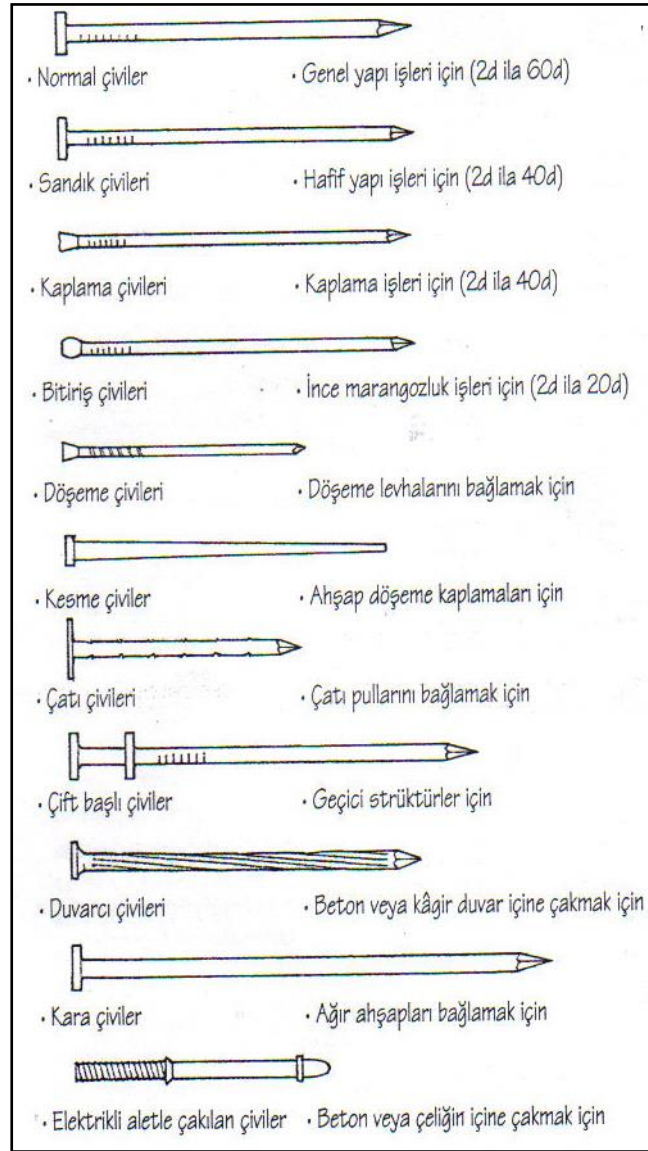 · Normal çiviler · Genel yapı işleri için (2d ila 60d)
· Sandık çivileri · Hafif yapı işleri için (2d ila 40d)
· Kaplama çivileri · Kaplama işleri için (2d ila 40d)
· Bitiriş çivileri · İnce marangozluk işleri için (2d ila 20d)
· Döşeme çivileri · Döşeme levhalarını bağlamak için
· Kesme çiviler · Ahşap döşeme kaplamaları için
· Çatı çivileri · Çatı pullarını bağlamak için
· Çift başlı çiviler · Geçici strüktürler için
· Duvarcı çivileri · Beton veya kâgir duvar içine çakmak için
· Kara çiviler · Ağır ahşapları bağlamak için
· Elektrikli aletle çakılan çiviler · Beton veya çeliğin içine çakmak için